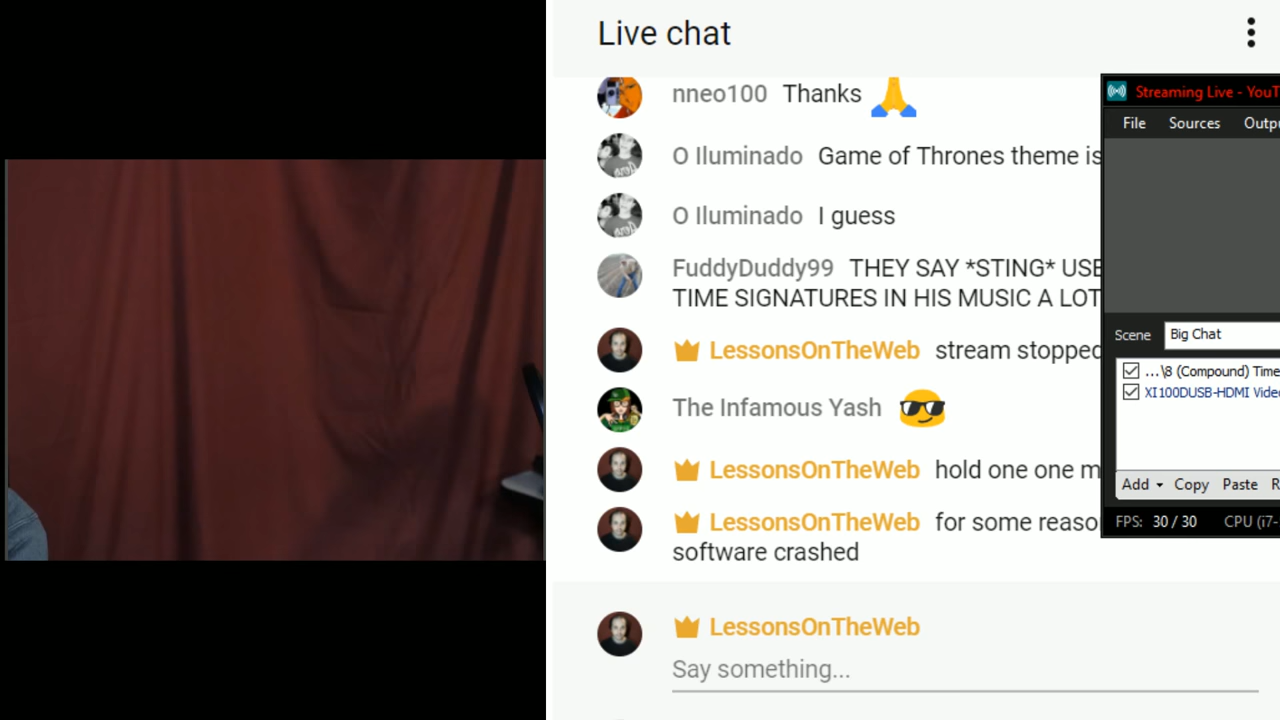 Live chat
nneo100 Thanks
O Iluminado Game of Thrones theme is
O Iluminado I guess
FuddyDuddy99 THEY SAY *STING* USE
TIME SIGNATURES IN HIS MUSIC A LOT
LessonsOnTheWeb stream stopped
The Infamous Yash
LessonsOnTheWeb hold one one m
LessonsOnTheWeb for some reaso
software crashed
LessonsOnTheWeb
Say something...
Streaming Live - YouT
File Sources Outpu
Scene Big Chat
...\8 (Compound) Time
XI100DUSB-HDMI Vide
Add Copy Paste R
FPS: 30 / 30 CPU (i7-